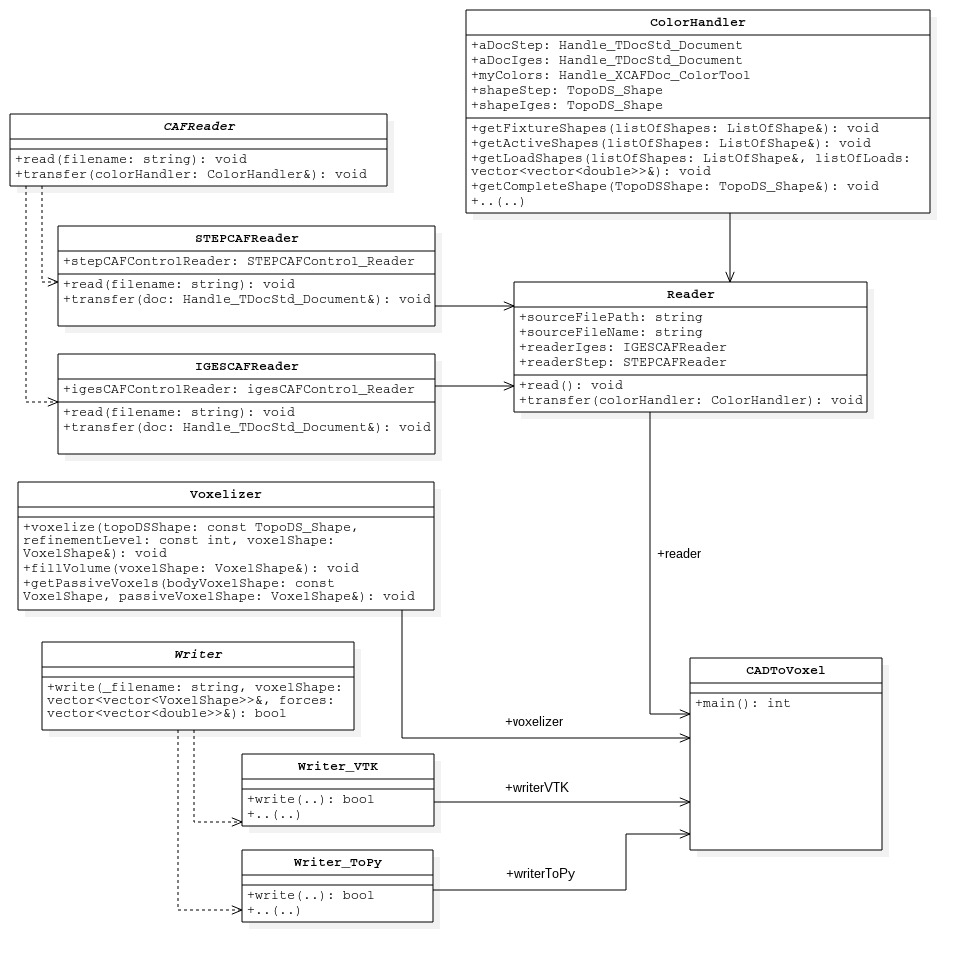 ColorHandler
+aDocStep: Handle_TDocStd_Document
+aDocIges: Handle_TDocStd_Document
+myColors: Handle_XCAFDoc_ColorTool
+shapeStep: TopoDS_Shape
+shapeIges: TopoDS_Shape
+getFixtureShapes(listOfShapes: ListOfShape&): void
+getActiveShapes(listOfShapes: ListOfShape&): void
+getLoadShapes(listOfShapes: ListOfShape&, listOfLoads:
vector<vector<double>>&): void
+getCompleteShape(TopoDSShape: TopoDS_Shape&): void
+..(..)
CAFReader
+read(filename: string): void
+transfer(colorHandler: ColorHandler&): void
STEPCAFReader
+stepCAFControlReader: STEPCAFControl_Reader
+read(filename: string): void
+transfer(doc: Handle_TDocStd_Document&): void
Reader
+sourceFilePath: string
+sourceFileName: string
+readerIges: IGESCAFReader
+readerStep: STEPCAFReader
+read(): void
+transfer(colorHandler: ColorHandler): void
IGESCAFReader
+igesCAFControlReader: igesCAFControl_Reader
+read(filename: string): void
+transfer(doc: Handle_TDocStd_Document&): void
Voxelizer
+voxelize(topoDSShape: const TopoDS_Shape,
refinementLevel: const int, voxelShape:
VoxelShape&): void
+fillVolume(voxelShape: VoxelShape&): void
+getPassiveVoxels(bodyVoxelShape: const
VoxelShape, passiveVoxelShape: VoxelShape&): void
+reader
Writer
+write(_filename: string, voxelShape:
vector<vector<VoxelShape>>&, forces:
vector<vector<double>>&): bool
CADToVoxel
+main(): int
+voxelizer
Writer_VTK
+write(..): bool
+..(..)
+writerVTK
Writer_ToPy
+write(..): bool
+..(..)
+writerToPy